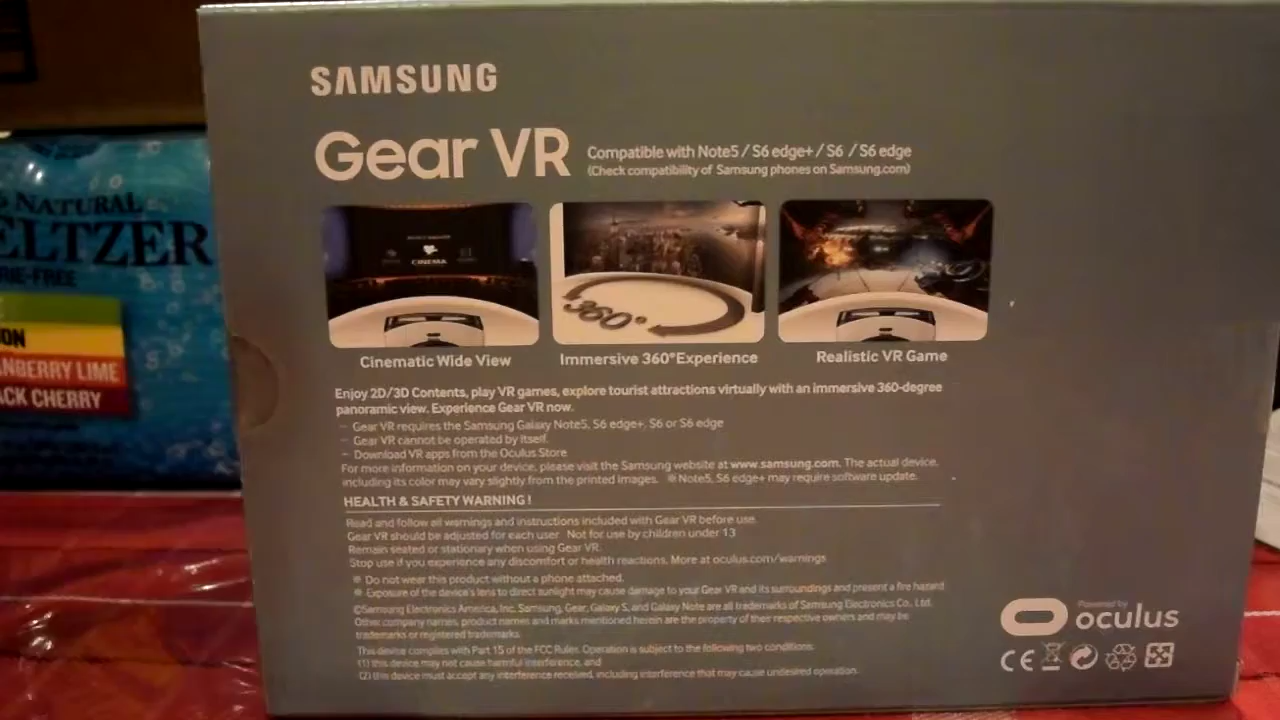 SAMSUNG
Gear VR
Compatible with Note5 / S6 edge+ / S6 / S6 edge
(Check compatibility of Samsung phones on Samsung.com)
CINEMA
360°
Cinematic Wide View
Immersive 360°Experience
Realistic VR Game
Enjoy 2D/3D Contents, play VR games, explore tourist attractions virtually with an immersive 360-degree
panoramic view. Experience Gear VR now.
- Gear VR requires the Samsung Galaxy Note5, S6 edge+, S6 or S6 edge
- Gear VR cannot be operated by itself.
- Download VR apps from the Oculus Store
For more information on your device, please visit the Samsung website at www.samsung.com. The actual device,
including its color may vary slightly from the printed images. ※Note5, S6 edge+ may require software update.
HEALTH & SAFETY WARNING!
Read and follow all warnings and instructions included with Gear VR before use.
Gear VR should be adjusted for each user. Not for use by children under 13
Remain seated or stationary when using Gear VR.
Stop use if you experience any discomfort or health reactions. More at oculus.com/warnings
※ Do not wear this product without a phone attached.
※ Exposure of the device's lens to direct sunlight may cause damage to your Gear VR and its surroundings and present a fire hazard
©Samsung Electronics America, Inc. Samsung, Gear, Galaxy S, and Galaxy Note are all trademarks of Samsung Electronics Co., Ltd.
Other company names, product names and marks mentioned herein are the property of their respective owners and may be
trademarks or registered trademarks.
This device complies with Part 15 of the FCC Rules. Operation is subject to the following two conditions:
(1) this device may not cause harmful interference, and
(2) this device must accept any interference received, including interference that may cause undesired operation.
Powered by
oculus
CE
NATURAL
ELTZER
RIE-FREE
ON
ANBERRY LIME
ACK CHERRY